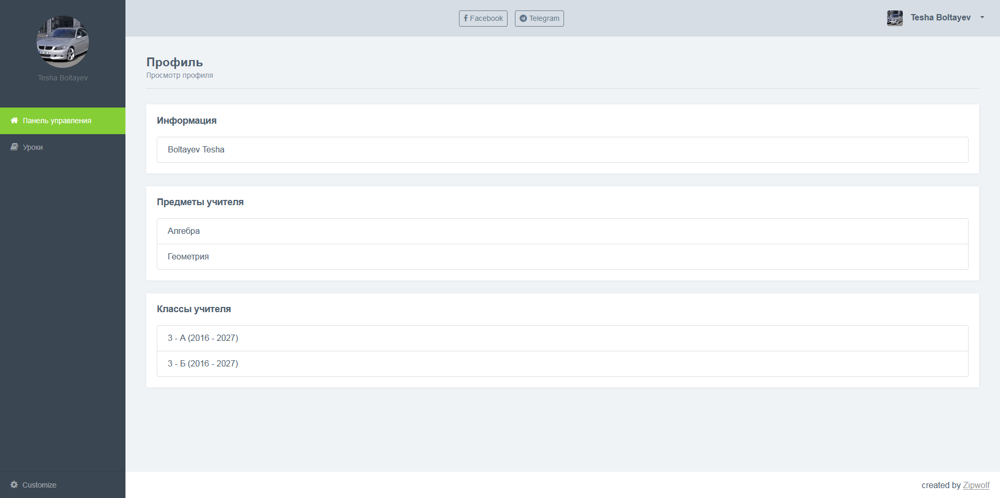 Facebook
Telegram
Tesha Boltayev
Tesha Boltayev
Панель управления
Уроки
Customize
Профиль
Просмотр профиля
Информация
Boltayev Tesha
Предметы учителя
Алгебра
Геометрия
Классы учителя
3 - А (2016 - 2027)
3 - Б (2016 - 2027)
created by Zipwolf